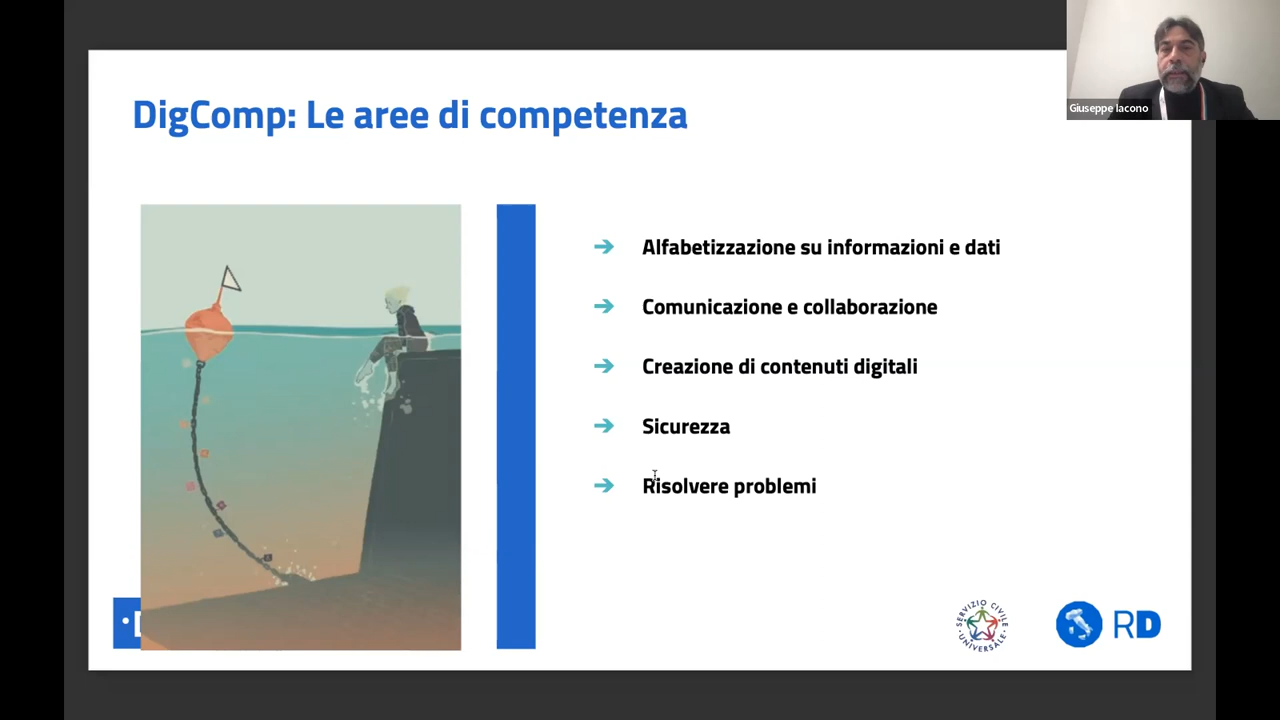 DigComp: Le aree di competenza
Giuseppe Iacono
Alfabetizzazione su informazioni e dati
Comunicazione e collaborazione
Creazione di contenuti digitali
Sicurezza
Risolvere problemi
SERVIZIO CIVILE
UNIVERSALE
RD